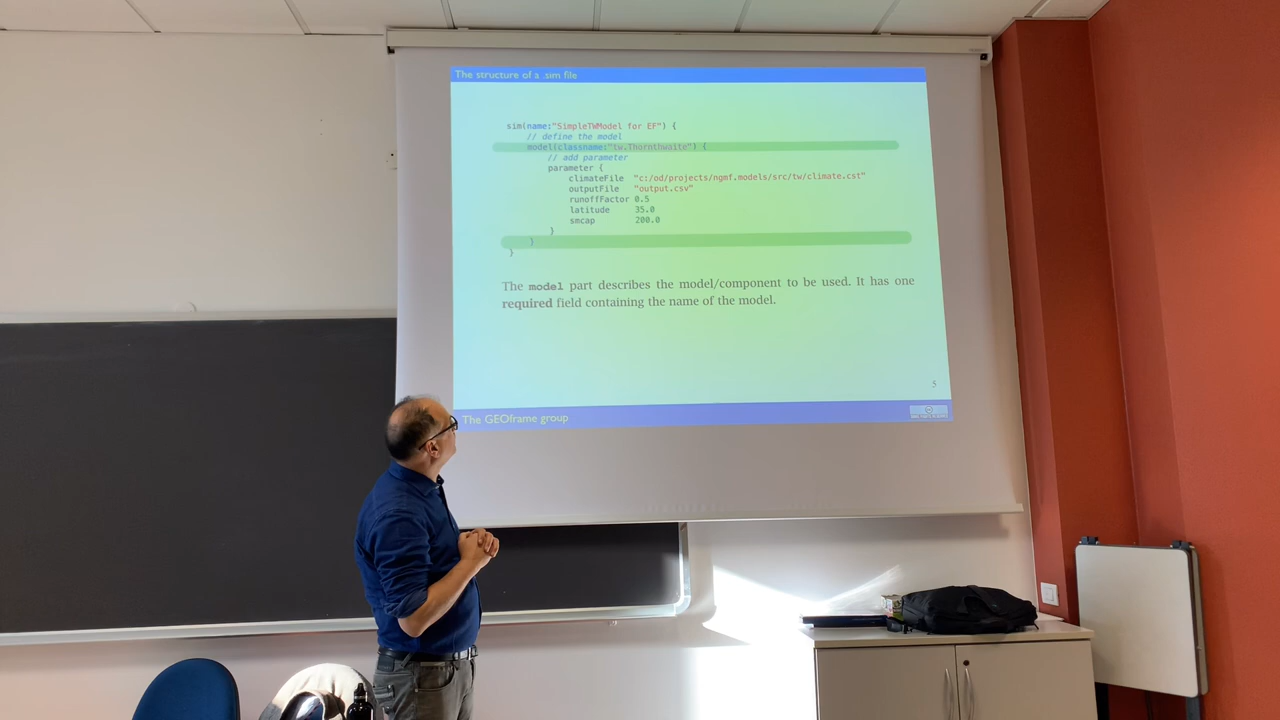 The structure of a .sim file
sim(name:"SimpleTWModel for EF") {
// define the model
model(classname:"tw.Thornthwaite") {
// add parameter
parameter {
climateFile "c:/od/projects/ngmf.models/src/tw/climate.cst"
outputFile "output.csv"
runoffFactor 0.5
latitude 35.0
smcap 200.0
}
}
}
The model part describes the model/component to be used. It has one
required field containing the name of the model.
5
The GEOframe group